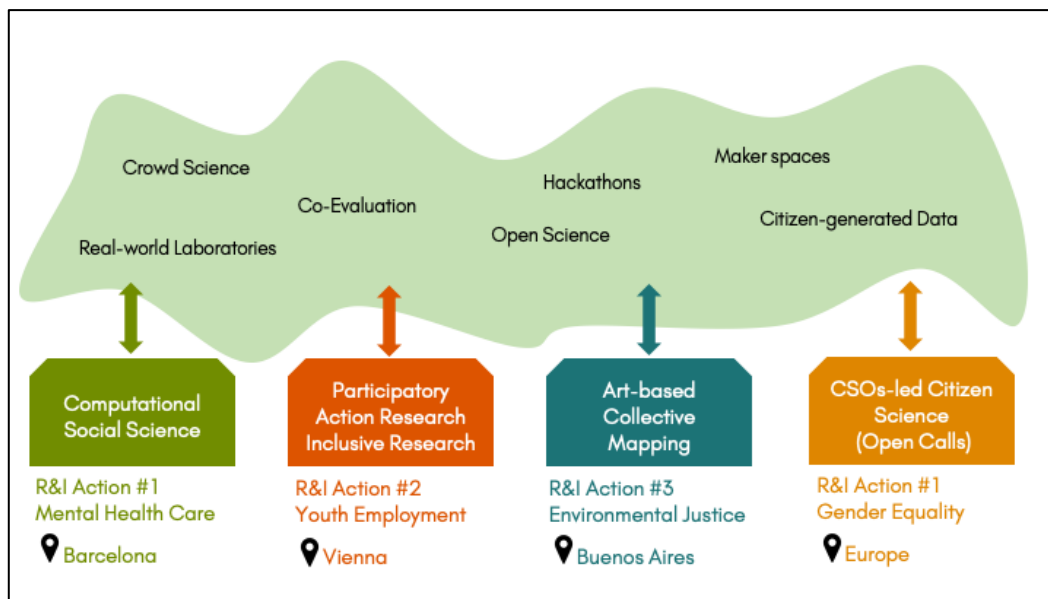 Crowd Science
Co-Evaluation
Real-world Laboratories
Hackathons
Open Science
Maker spaces
Citizen-generated Data
Computational
Social Science
R&I Action #1
Mental Health Care
Barcelona
Participatory
Action Research
Inclusive Research
R&I Action #2
Youth Employment
Vienna
Art-based
Collective
Mapping
R&I Action #3
Environmental Justice
Buenos Aires
CSOs-led Citizen
Science
(Open Calls)
R&I Action #1
Gender Equality
Europe